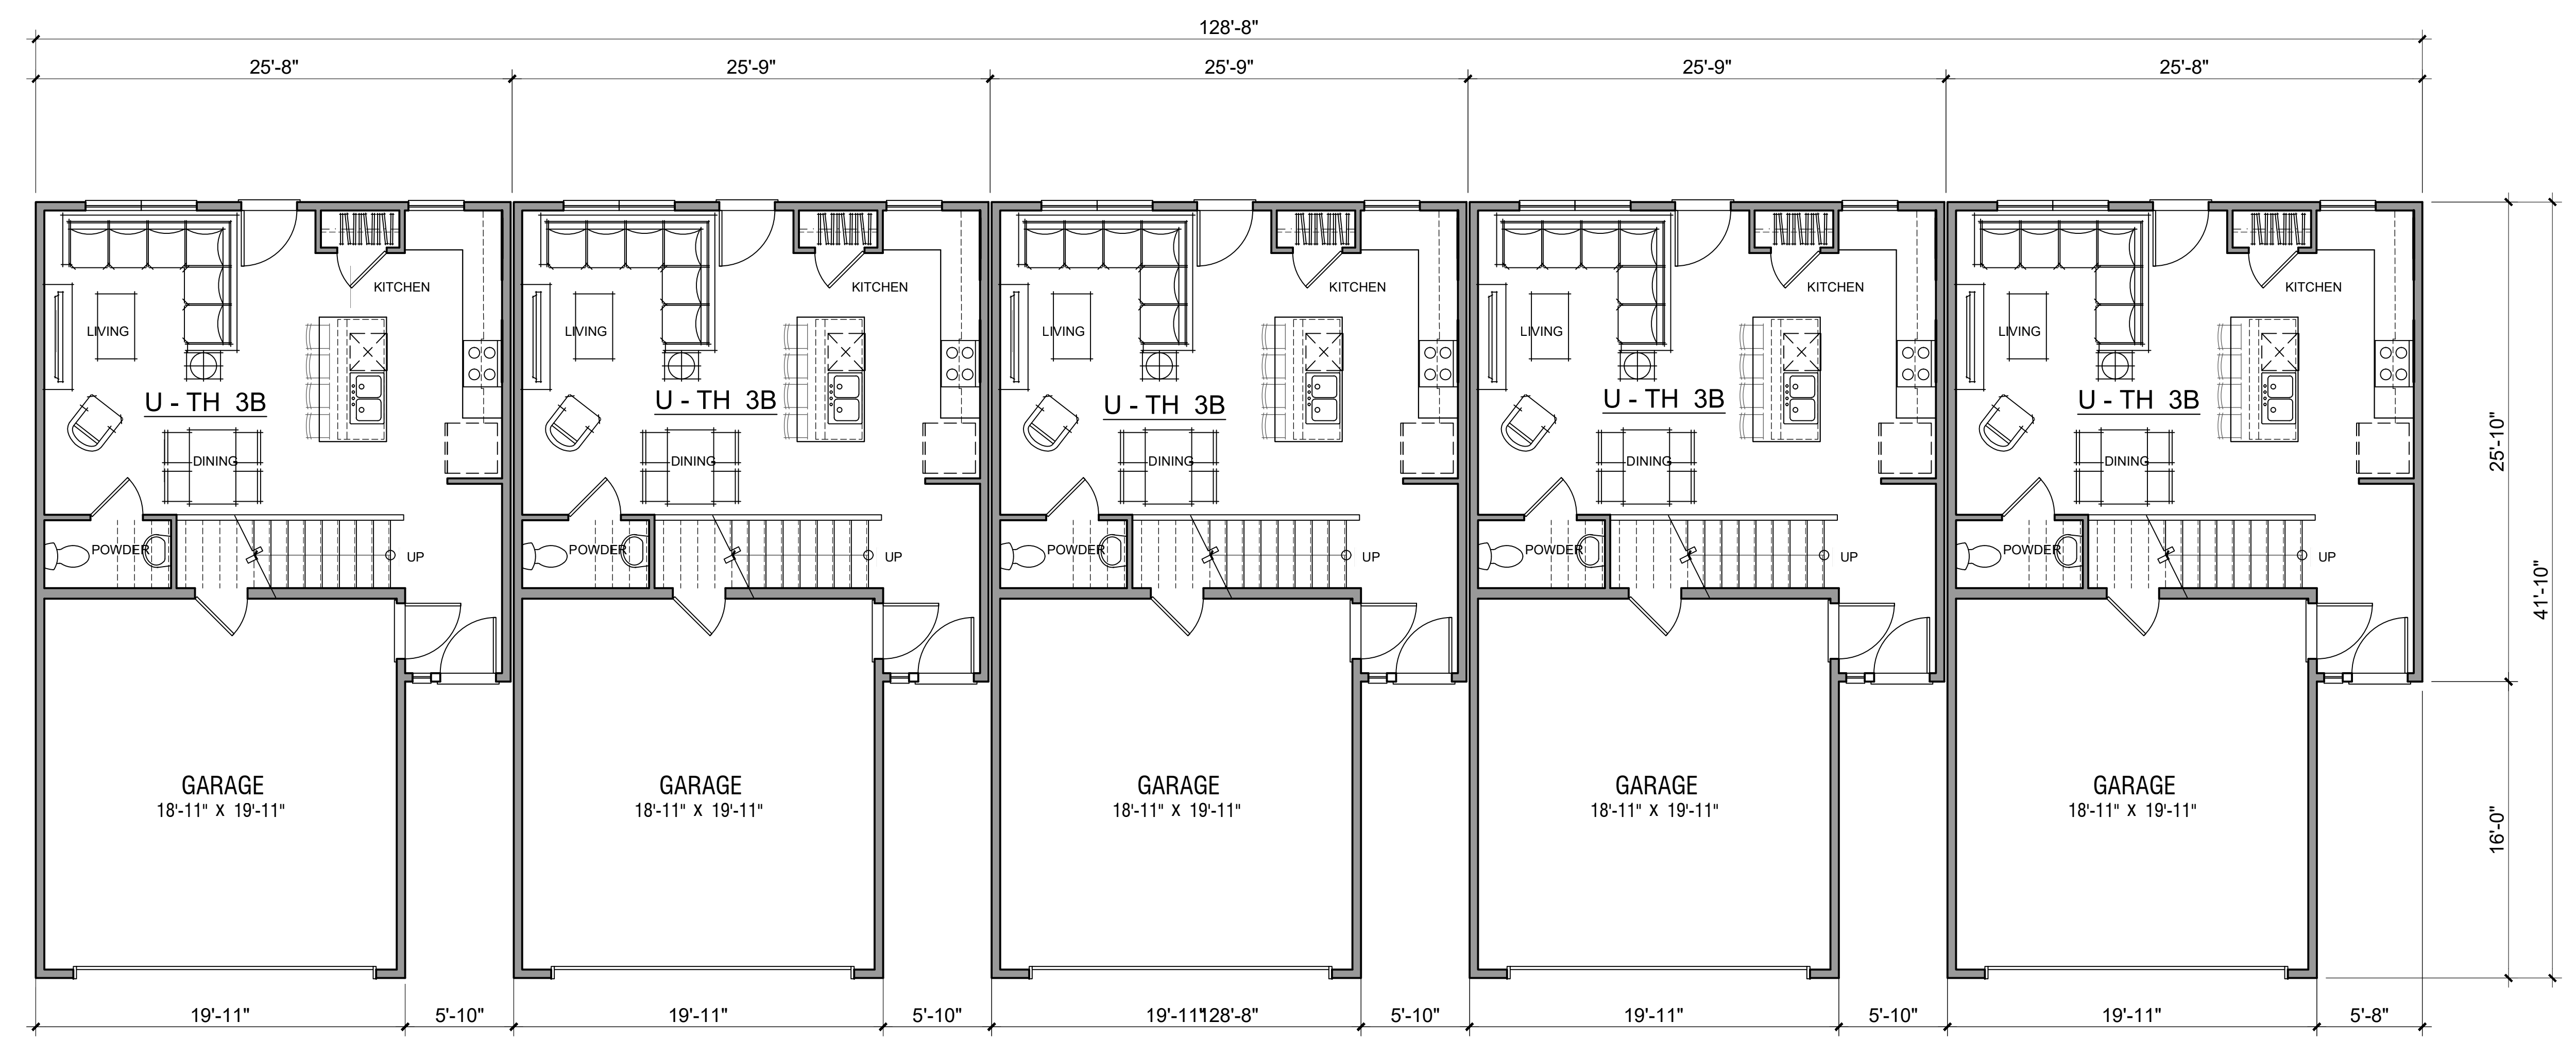 128'-8"
25'-8" 25'-9" 25'-9" 25'-9" 25'-8"
KITCHEN KITCHEN KITCHEN KITCHEN KITCHEN
LIVING LIVING LIVING LIVING LIVING
U - TH 3B U - TH 3B U - TH 3B U - TH 3B U - TH 3B
25'-10"
DINING DINING DINING DINING DINING
POWDER UP POWDER UP POWDER UP POWDER UP POWDER UP
41'-10"
GARAGE GARAGE GARAGE GARAGE GARAGE
18'-11" X 19'-11" 18'-11" X 19'-11" 18'-11" X 19'-11" 18'-11" X 19'-11" 18'-11" X 19'-11"
16'-0"
19'-11" 5'-10" 19'-11" 5'-10" 19'-11" 128'-8" 5'-10" 19'-11" 5'-10" 19'-11" 5'-8"